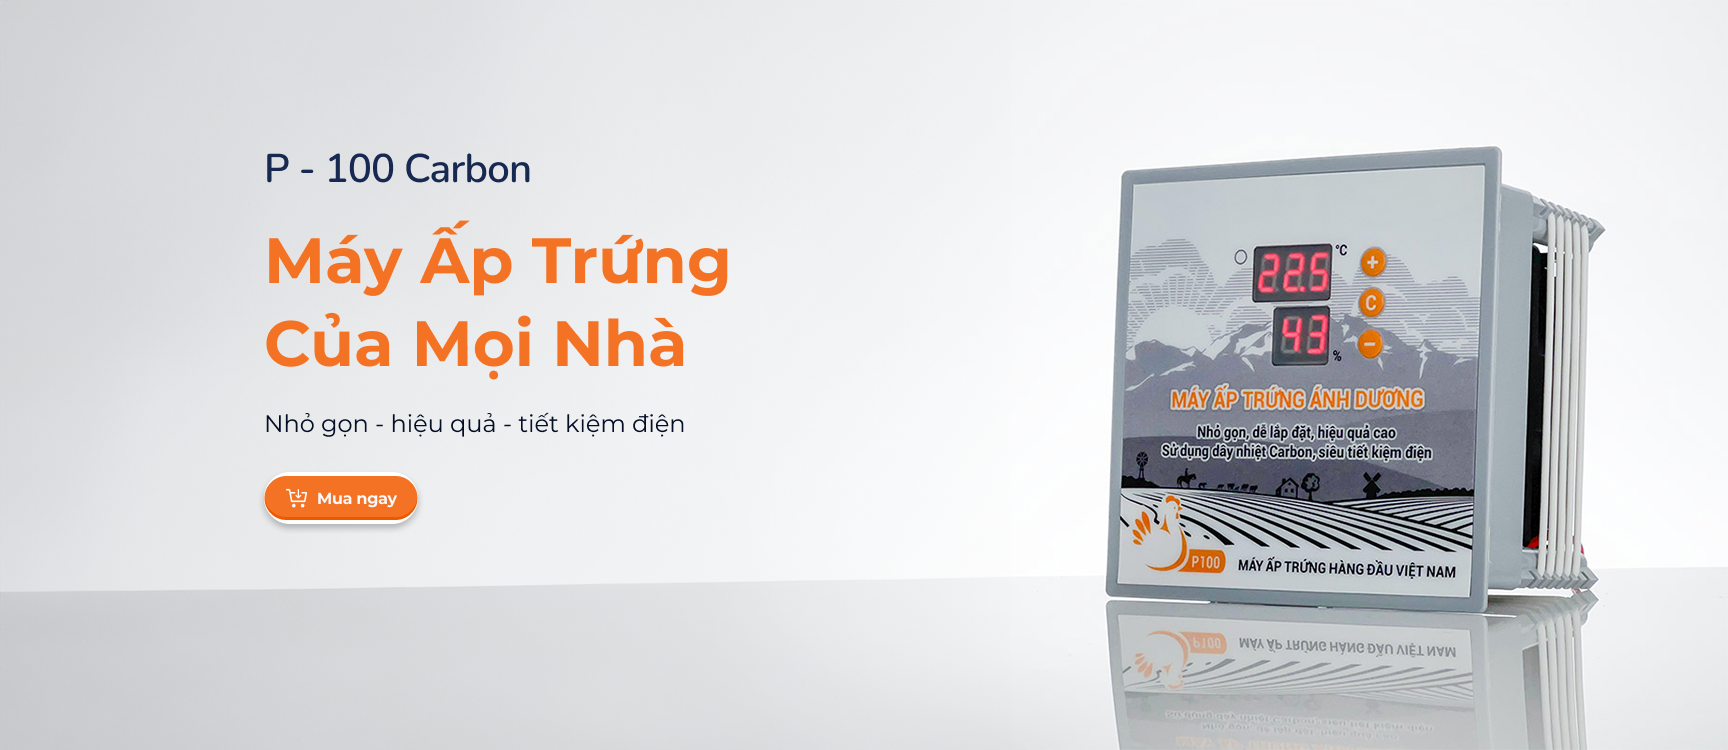 P - 100 Carbon
Máy Ấp Trứng
Của Mọi Nhà
Nhỏ gọn - hiệu quả - tiết kiệm điện
Mua ngay
22.5 °C
+
C
43 %
-
MÁY ẤP TRỨNG ÁNH DƯƠNG
Nhỏ gọn, dễ lắp đặt, hiệu quả cao
Sử dụng dây nhiệt Carbon, siêu tiết kiệm điện
P100
MÁY ẤP TRỨNG HÀNG ĐẦU VIỆT NAM